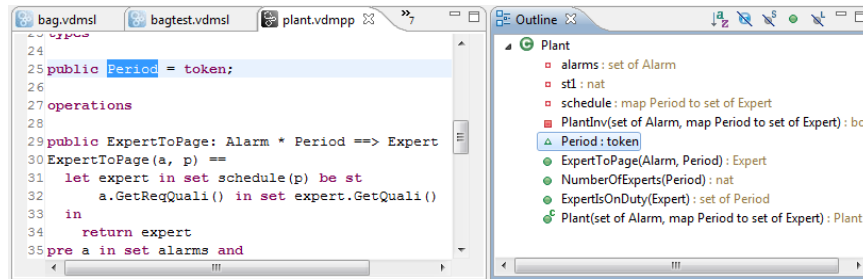 bag.vdmsl
bagtest.vdmsl
plant.vdmpp
»7
Outline
23 types
24
25 public Period = token;
26
27 operations
28
29 public ExpertToPage: Alarm * Period ==> Expert
30 ExpertToPage(a, p) ==
31 let expert in set schedule(p) be st
32 a.GetReqQuali() in set expert.GetQuali()
33 in
34 return expert
35 pre a in set alarms and
Plant
alarms : set of Alarm
st1 : nat
schedule : map Period to set of Expert
PlantInv(set of Alarm, map Period to set of Expert) : bo
Period : token
ExpertToPage(Alarm, Period) : Expert
NumberOfExperts(Period) : nat
ExpertIsOnDuty(Expert) : set of Period
Plant(set of Alarm, map Period to set of Expert) : Plant